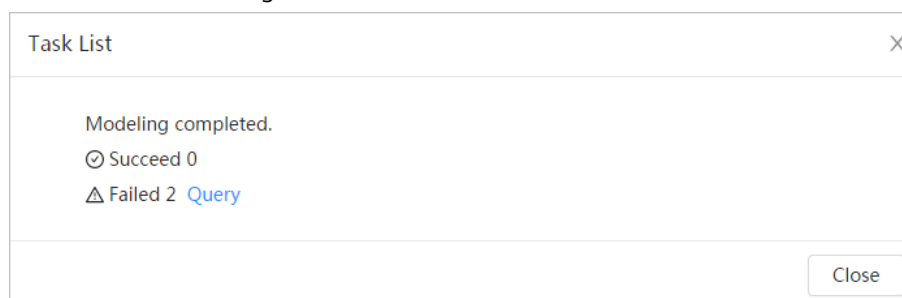 Task List
Modeling completed.
Succeed 0
Failed 2 Query
Close